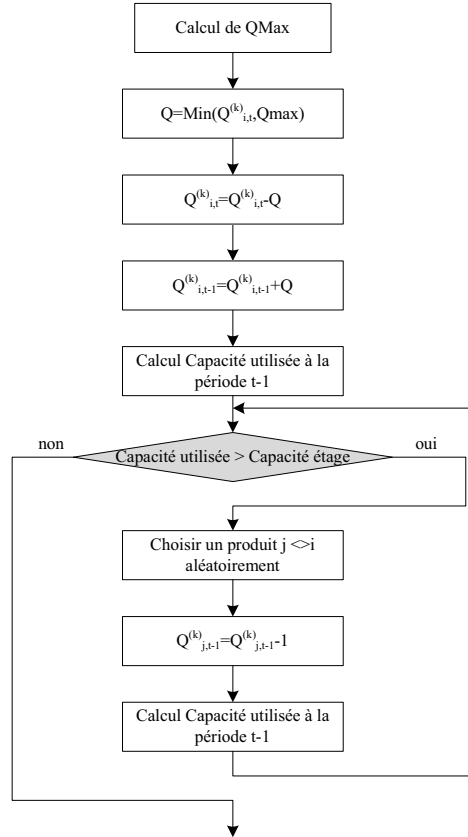 Calcul de QMax
Q=Min(Q^(k)_i,t,Qmax)
Q^(k)_i,t=Q^(k)_i,t-Q
Q^(k)_i,t-1=Q^(k)_i,t-1+Q
Calcul Capacité utilisée à la
période t-1
non
Capacité utilisée > Capacité étage
oui
Choisir un produit j <>i
aléatoirement
Q^(k)_j,t-1=Q^(k)_j,t-1-1
Calcul Capacité utilisée à la
période t-1